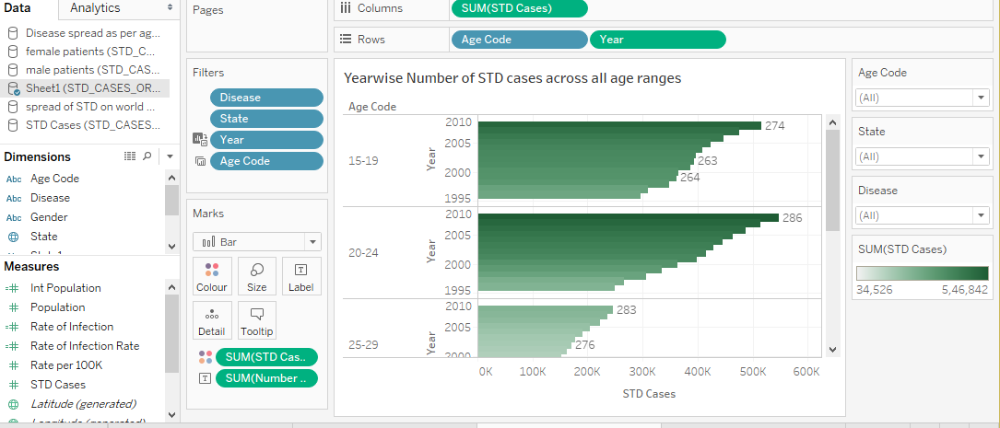 Data
Analytics
Disease spread as per ag...
female patients (STD_C...
male patients (STD_CAS...
Sheet1 (STD_CASES_OR...
spread of STD on world ...
STD Cases (STD_CASES...
Dimensions
Abc Age Code
Abc Disease
Abc Gender
State
Measures
Int Population
Population
Rate of Infection
Rate of Infection Rate
Rate per 100K
STD Cases
Latitude (generated)
Longitude (generated)
Pages
Filters
Disease
State
Year
Age Code
Marks
Bar
Colour
Size
Label
Detail
Tooltip
SUM(STD Cas..
SUM(Number ..
Columns
SUM(STD Cases)
Rows
Age Code
Year
Yearwise Number of STD cases across all age ranges
Age Code
15-19
Year
2010
2005
2000
1995
274
263
264
20-24
Year
2010
2005
2000
1995
286
25-29
Year
2010
2005
2000
283
276
0K
100K
200K
300K
400K
500K
600K
STD Cases
Age Code
(All)
State
(All)
Disease
(All)
SUM(STD Cases)
34,526
5,46,842